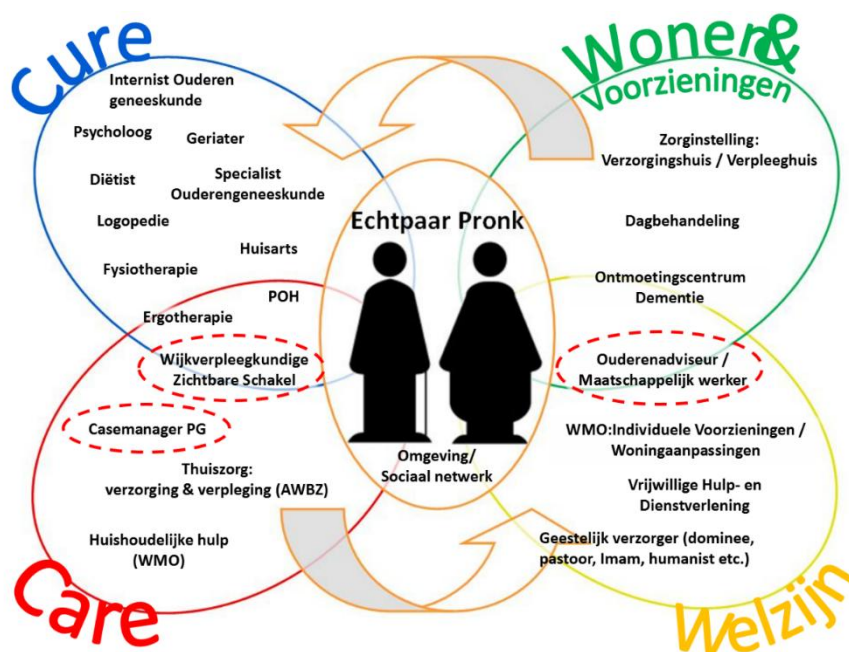 Cure
Internist Ouderen
geneeskunde
Psycholoog
Geriater
Diëtist
Specialist
Ouderengeneeskunde
Logopedie
Huisarts
Fysiotherapie
POH
Ergotherapie
Wijkverpleegkundige
Zichtbare Schakel
Casemanager PG
Thuiszorg:
verzorging & verpleging (AWBZ)
Huishoudelijke hulp
(WMO)
Care
Echtpaar Pronk
Omgeving/
Sociaal netwerk
Wonen&
Voorzieningen
Zorginstelling:
Verzorgingshuis / Verpleeghuis
Dagbehandeling
Ontmoetingscentrum
Dementie
Ouderenadviseur /
Maatschappelijk werker
WMO:Individuele Voorzieningen /
Woningaanpassingen
Vrijwillige Hulp- en
Dienstverlening
Geestelijk verzorger (dominee,
pastoor, Imam, humanist etc.)
Welzijn